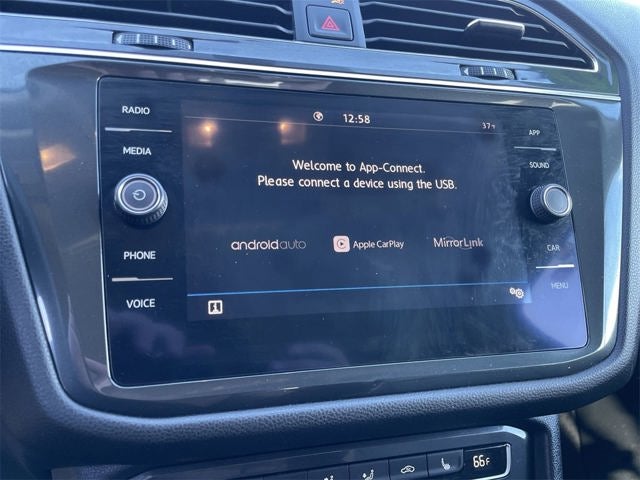 RADIO
MEDIA
PHONE
VOICE
12:58
37°F
Welcome to App-Connect.
Please connect a device using the USB.
androidauto
Apple CarPlay
MirrorLink
APP
SOUND
CAR
MENU
66°F